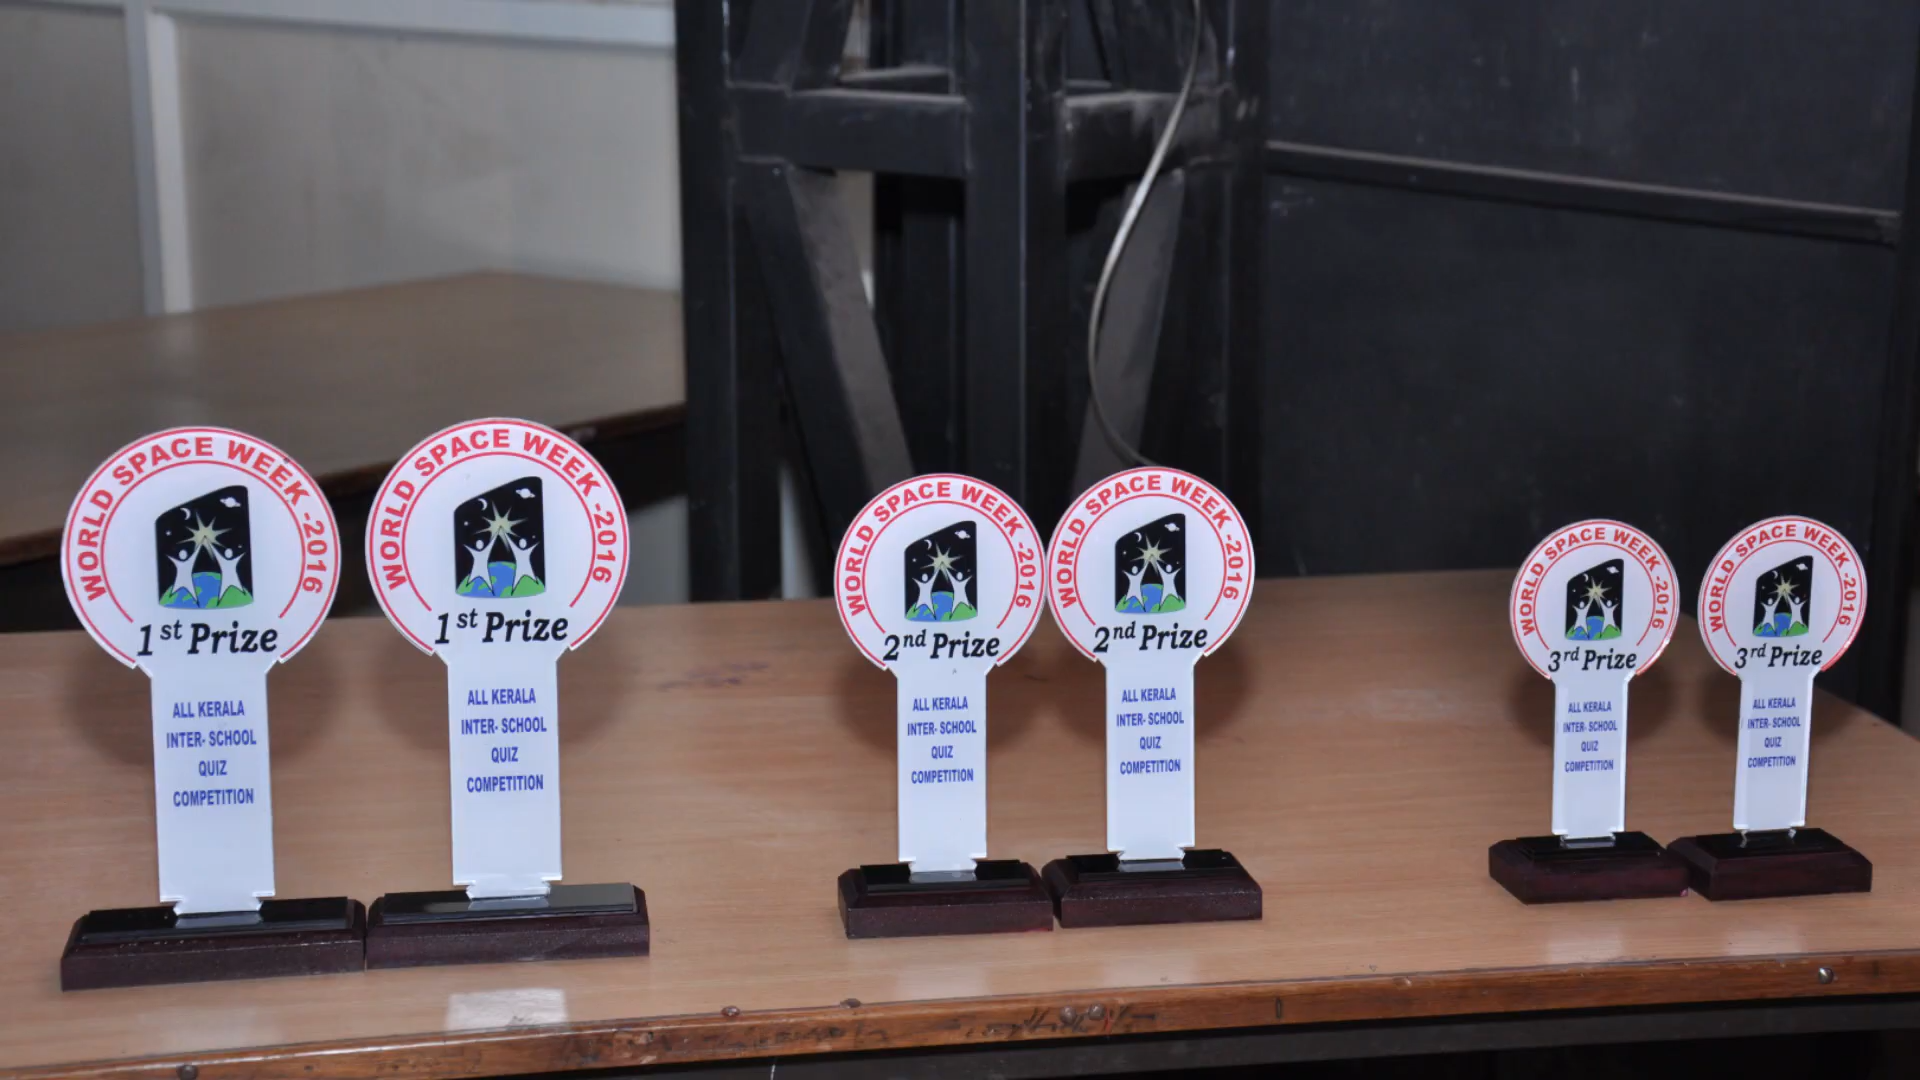 WORLD SPACE WEEK -2016
1st Prize
ALL KERALA
INTER- SCHOOL
QUIZ
COMPETITION
WORLD SPACE WEEK -2016
1st Prize
ALL KERALA
INTER- SCHOOL
QUIZ
COMPETITION
WORLD SPACE WEEK -2016
2nd Prize
ALL KERALA
INTER- SCHOOL
QUIZ
COMPETITION
WORLD SPACE WEEK -2016
2nd Prize
ALL KERALA
INTER- SCHOOL
QUIZ
COMPETITION
WORLD SPACE WEEK -2016
3rd Prize
ALL KERALA
INTER- SCHOOL
QUIZ
COMPETITION
WORLD SPACE WEEK -2016
3rd Prize
ALL KERALA
INTER- SCHOOL
QUIZ
COMPETITION